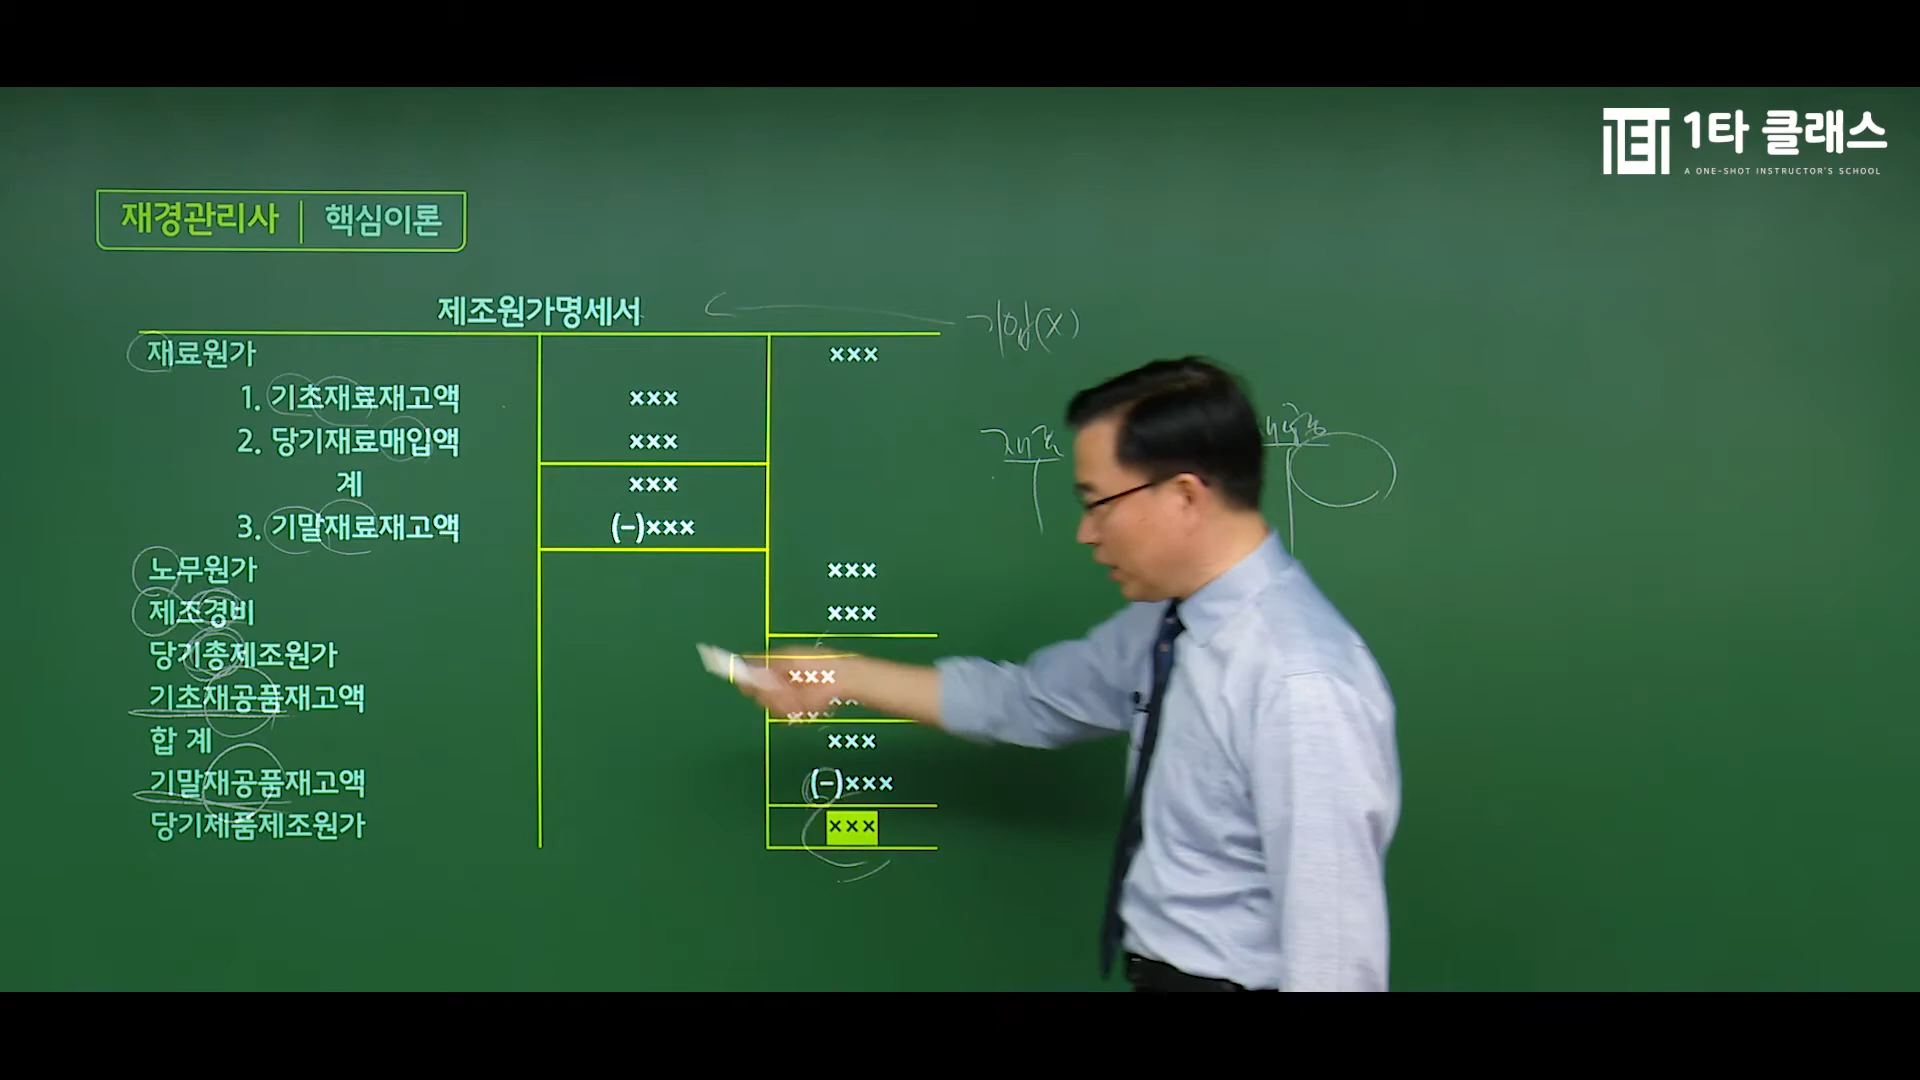 1타 클래스
A ONE-SHOT INSTRUCTOR'S SCHOOL
재경관리사 | 핵심이론
제조원가명세서
재료원가 ×××
1. 기초재료재고액 ×××
2. 당기재료매입액 ×××
계 ×××
3. 기말재료재고액 (-)×××
노무원가 ×××
제조경비 ×××
당기총제조원가 ×××
기초재공품재고액
합 계 ×××
기말재공품재고액 (-)×××
당기제품제조원가 ×××